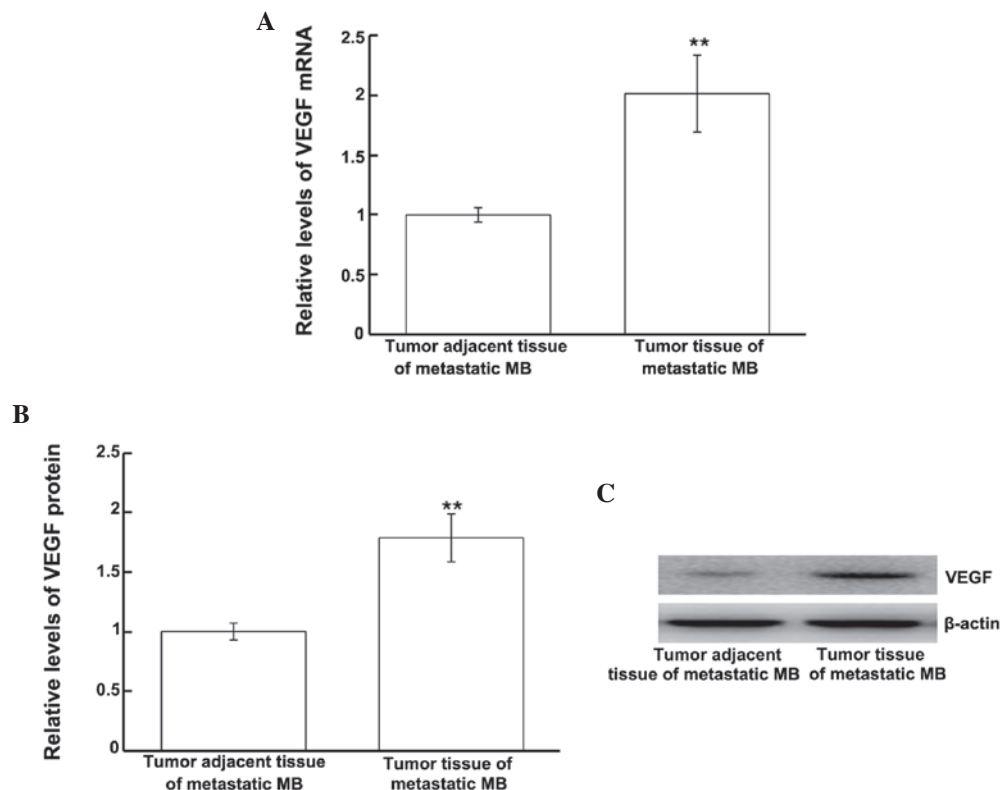 A
Relative levels of VEGF mRNA
2.5
2
1.5
1
0.5
0
**
Tumor adjacent tissue
of metastatic MB
Tumor tissue of
metastatic MB
B
Relative levels of VEGF protein
2.5
2
1.5
1
0.5
0
**
Tumor adjacent tissue
of metastatic MB
Tumor tissue of
metastatic MB
C
VEGF
β-actin
Tumor adjacent
tissue of metastatic MB
Tumor tissue
of metastatic MB